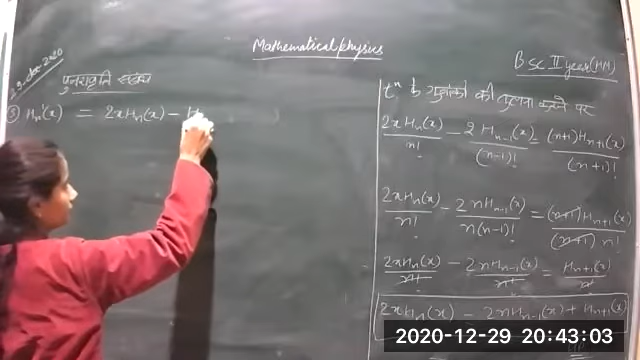 Mathematical physics
29-dec-2020
BSc II year (HM)
पुनरावृत्ति संबंध
③ Hn'(x) = 2xHn(x) - H
tⁿ के गुणांकों की तुलना करने पर
2xHn(x)/n! - 2Hn-1(x)/(n-1)! = (n+1)Hn+1(x)/(n+1)!
2xHn(x)/n! - 2nHn-1(x)/n(n-1)! = (n+1)Hn+1(x)/(n+1)n!
2xHn(x)/n! - 2nHn-1(x)/n! = Hn+1(x)/n!
2xHn(x) - 2nHn-1(x) + Hn+1(x)
2020-12-29 20:43:03